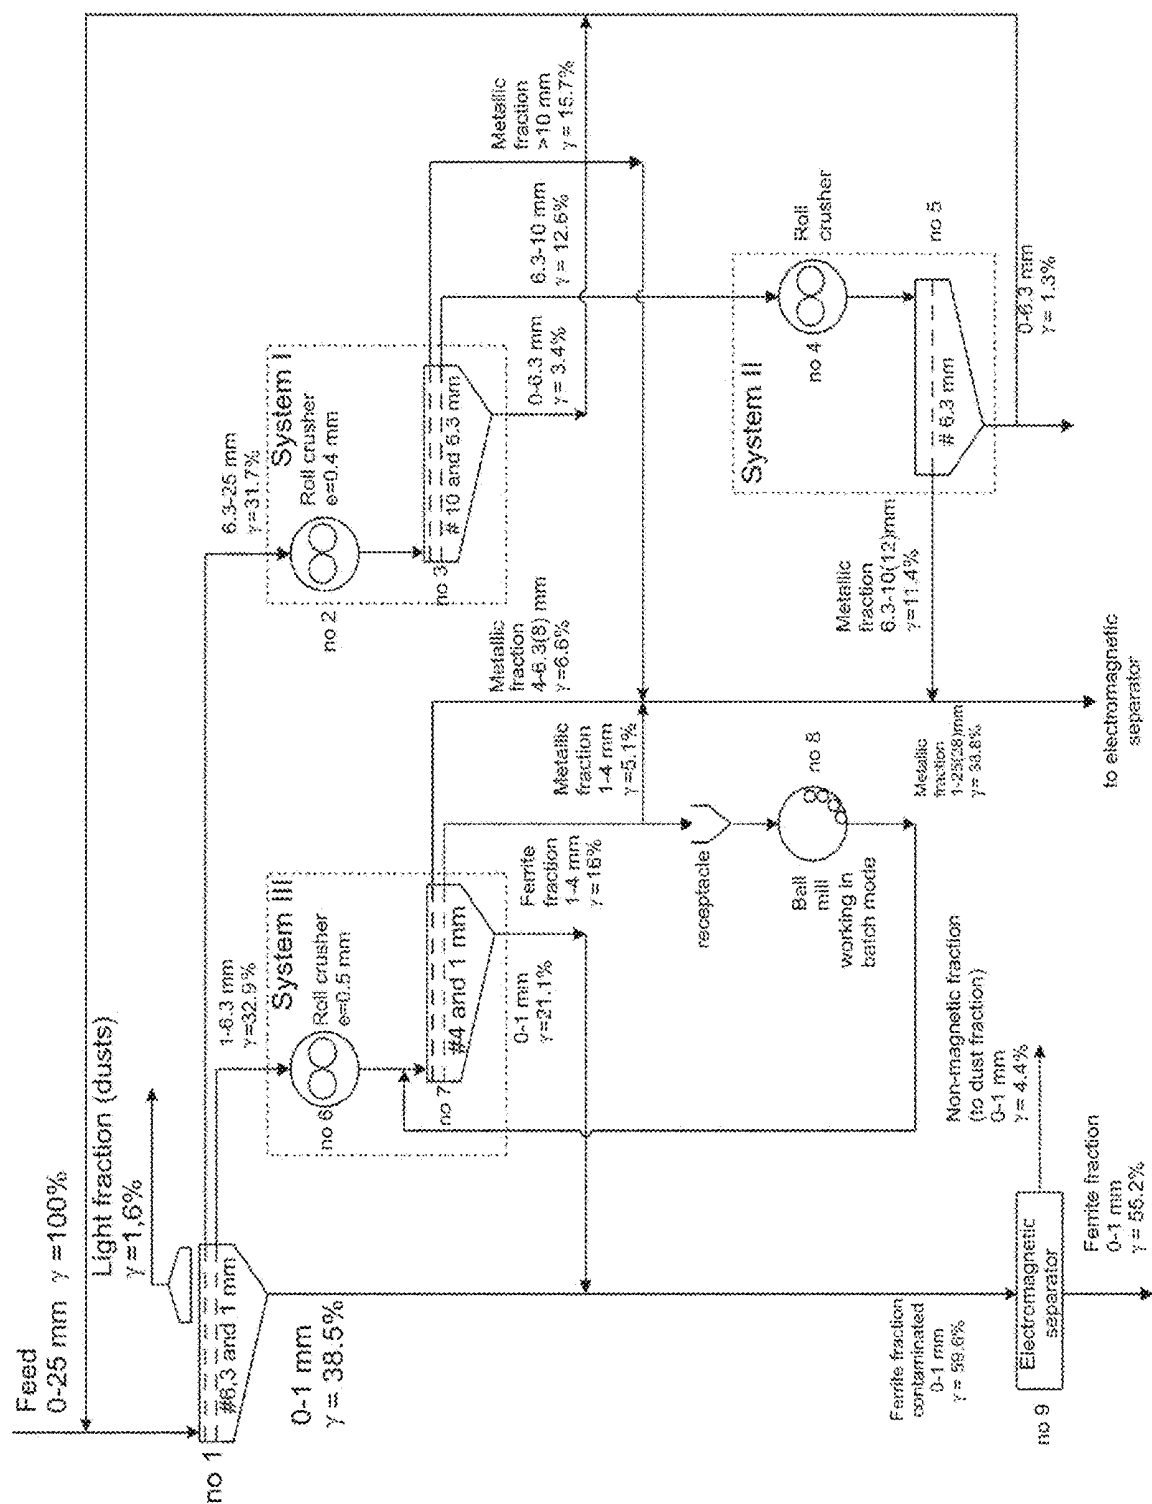 Feed
0-25 mm γ =100%
Light fraction (dusts)
γ =1,6%
no 1
#6,3 and 1 mm
0-1 mm
γ = 38.5%
1-6.3 mm
γ=32.9%
System III
Roll crusher
e=0.5 mm
no 6
no 7
#4 and 1 mm
0-1 mm
γ=21.1%
Ferrite
fraction
1-4 mm
γ = 16%
Metallic
fraction
4-6.3(8) mm
γ=6.6%
Metallic
fraction
1-4 mm
γ=5.1%
receptacle
no 8
Ball
mill
working in
batch mode
6.3-25 mm
γ=31.7%
System I
Roll crusher
e=0.4 mm
no 2
no 3
# 10 and 6.3 mm
0-6.3 mm
γ = 3.4%
6.3-10 mm
γ = 12.6%
Metallic
fraction
>10 mm
γ = 15.7%
System II
Roll
crusher
no 4
no 5
# 6.3 mm
0-6.3 mm
γ = 1.3%
Metallic
fraction
6.3-10(12)mm
γ=11.4%
Metallic
fraction
1-25(28)mm
γ= 38.8%
to electromagnetic
separator
Ferrite fraction
contaminated
0-1 mm
γ = 59.6%
Non-magnetic fraction
(to dust fraction)
0-1 mm
γ = 4.4%
no 9
Electromagnetic
separator
Ferrite fraction
0-1 mm
γ = 55.2%